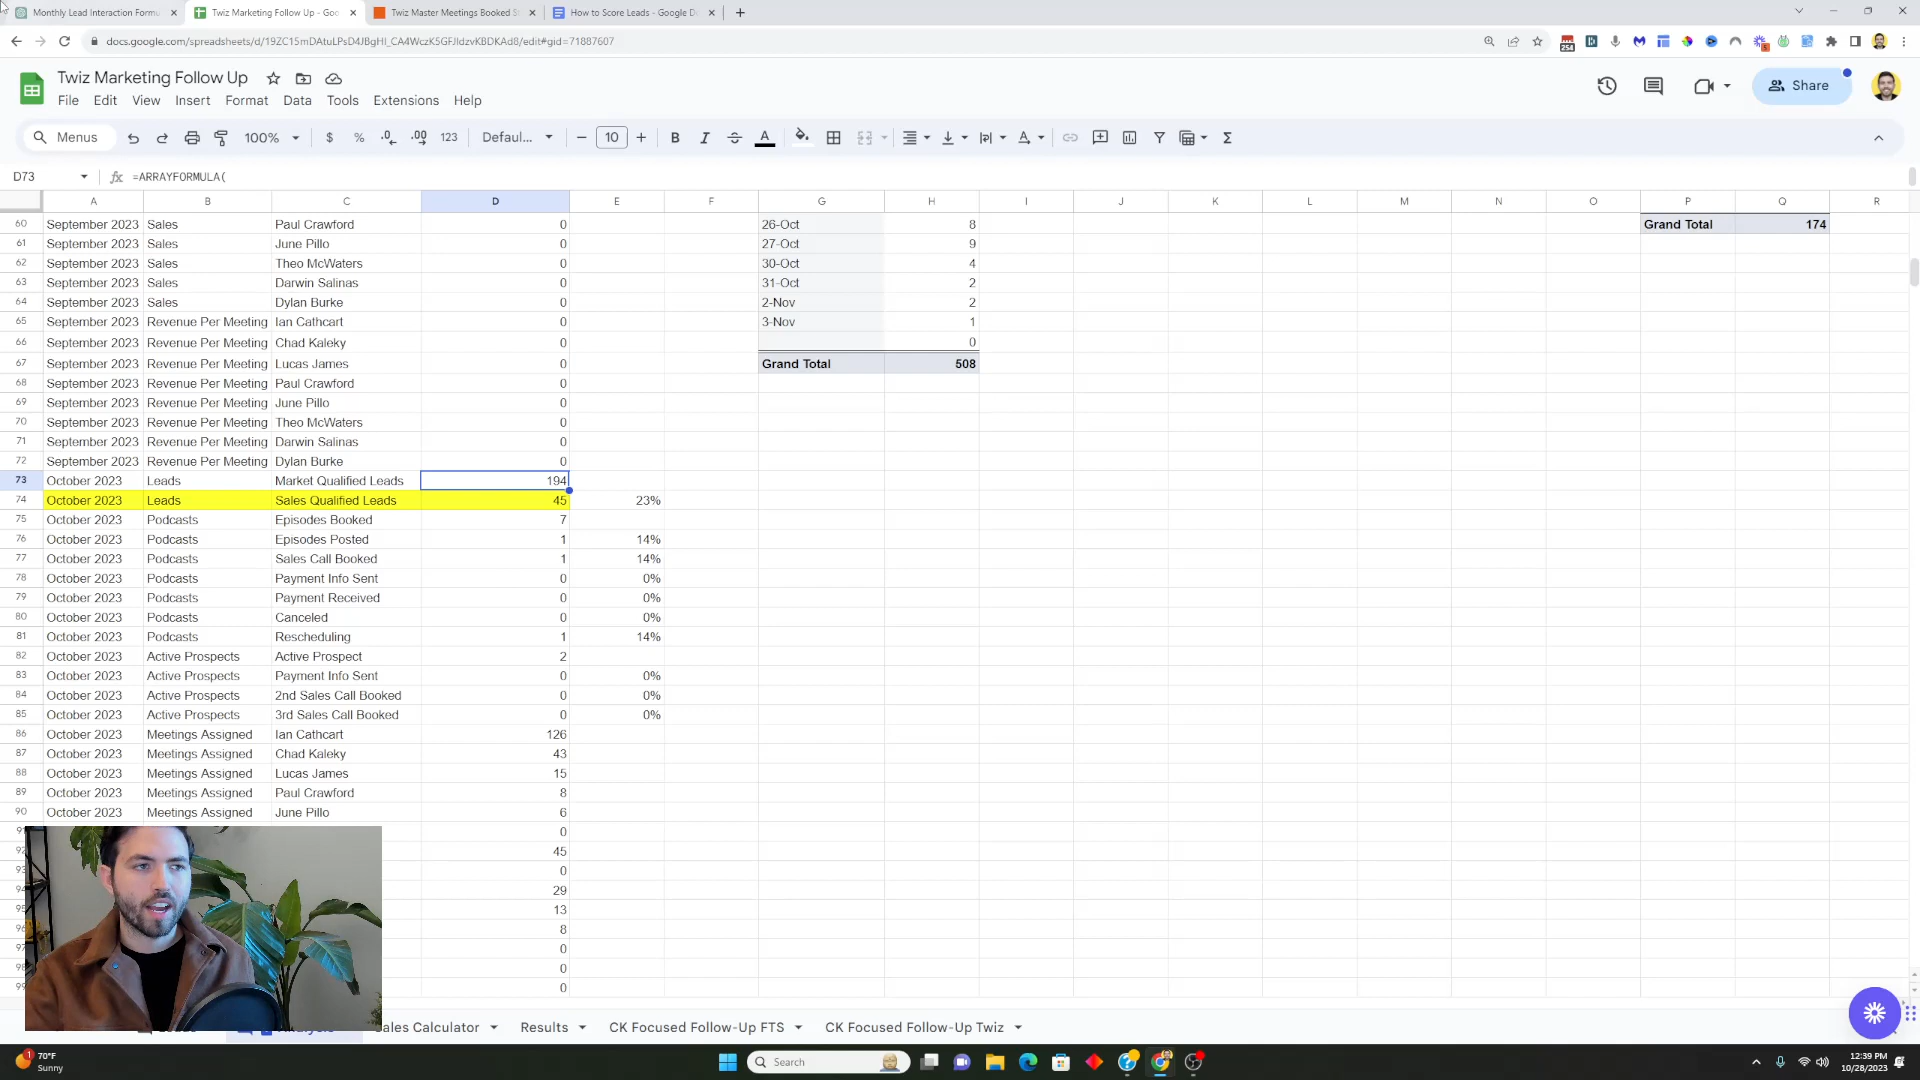 Monthly Lead Interaction Formu
Twiz Marketing Follow Up - Goo
Twiz Master Meetings Booked S
How to Score Leads - Google D
docs.google.com/spreadsheets/d/19ZC15mDAtuLPsD4JBgHl_CA4WczK5GFJIdzvKBDKAd8/edit#gid=71887607
Twiz Marketing Follow Up
File Edit View Insert Format Data Tools Extensions Help
Share
Menus 100% $ % .0 .00 123 Defaul... 10 B I A
D73 fx =ARRAYFORMULA(
A B C D E F G H I J K L M N O P Q R
60 September 2023 Sales Paul Crawford 0 26-Oct 8 Grand Total 174
61 September 2023 Sales June Pillo 0 27-Oct 9
62 September 2023 Sales Theo McWaters 0 30-Oct 4
63 September 2023 Sales Darwin Salinas 0 31-Oct 2
64 September 2023 Sales Dylan Burke 0 2-Nov 2
65 September 2023 Revenue Per Meeting Ian Cathcart 0 3-Nov 1
66 September 2023 Revenue Per Meeting Chad Kaleky 0 0
67 September 2023 Revenue Per Meeting Lucas James 0 Grand Total 508
68 September 2023 Revenue Per Meeting Paul Crawford 0
69 September 2023 Revenue Per Meeting June Pillo 0
70 September 2023 Revenue Per Meeting Theo McWaters 0
71 September 2023 Revenue Per Meeting Darwin Salinas 0
72 September 2023 Revenue Per Meeting Dylan Burke 0
73 October 2023 Leads Market Qualified Leads 194
74 October 2023 Leads Sales Qualified Leads 45 23%
75 October 2023 Podcasts Episodes Booked 7
76 October 2023 Podcasts Episodes Posted 1 14%
77 October 2023 Podcasts Sales Call Booked 1 14%
78 October 2023 Podcasts Payment Info Sent 0 0%
79 October 2023 Podcasts Payment Received 0 0%
80 October 2023 Podcasts Canceled 0 0%
81 October 2023 Podcasts Rescheduling 1 14%
82 October 2023 Active Prospects Active Prospect 2
83 October 2023 Active Prospects Payment Info Sent 0 0%
84 October 2023 Active Prospects 2nd Sales Call Booked 0 0%
85 October 2023 Active Prospects 3rd Sales Call Booked 0 0%
86 October 2023 Meetings Assigned Ian Cathcart 126
87 October 2023 Meetings Assigned Chad Kaleky 43
88 October 2023 Meetings Assigned Lucas James 15
89 October 2023 Meetings Assigned Paul Crawford 8
90 October 2023 Meetings Assigned June Pillo 6
0
45
0
29
13
8
0
0
99 0
Sales Calculator Results CK Focused Follow-Up FTS CK Focused Follow-Up Twiz
70°F
Sunny
Search
12:39 PM
10/28/2023